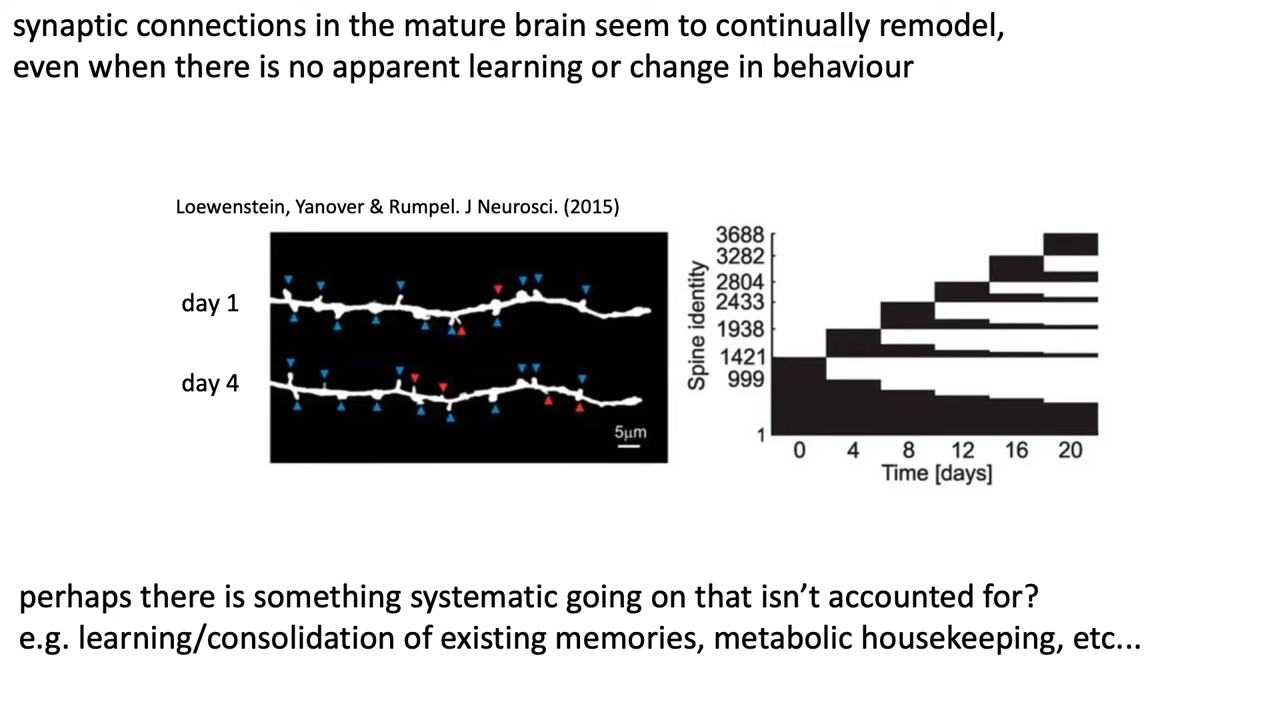 synaptic connections in the mature brain seem to continually remodel,
even when there is no apparent learning or change in behaviour
Loewenstein, Yanover & Rumpel. J Neurosci. (2015)
day 1
day 4
5μm
Spine identity
3688
3282
2804
2433
1938
1421
999
1
0 4 8 12 16 20
Time [days]
perhaps there is something systematic going on that isn’t accounted for?
e.g. learning/consolidation of existing memories, metabolic housekeeping, etc...